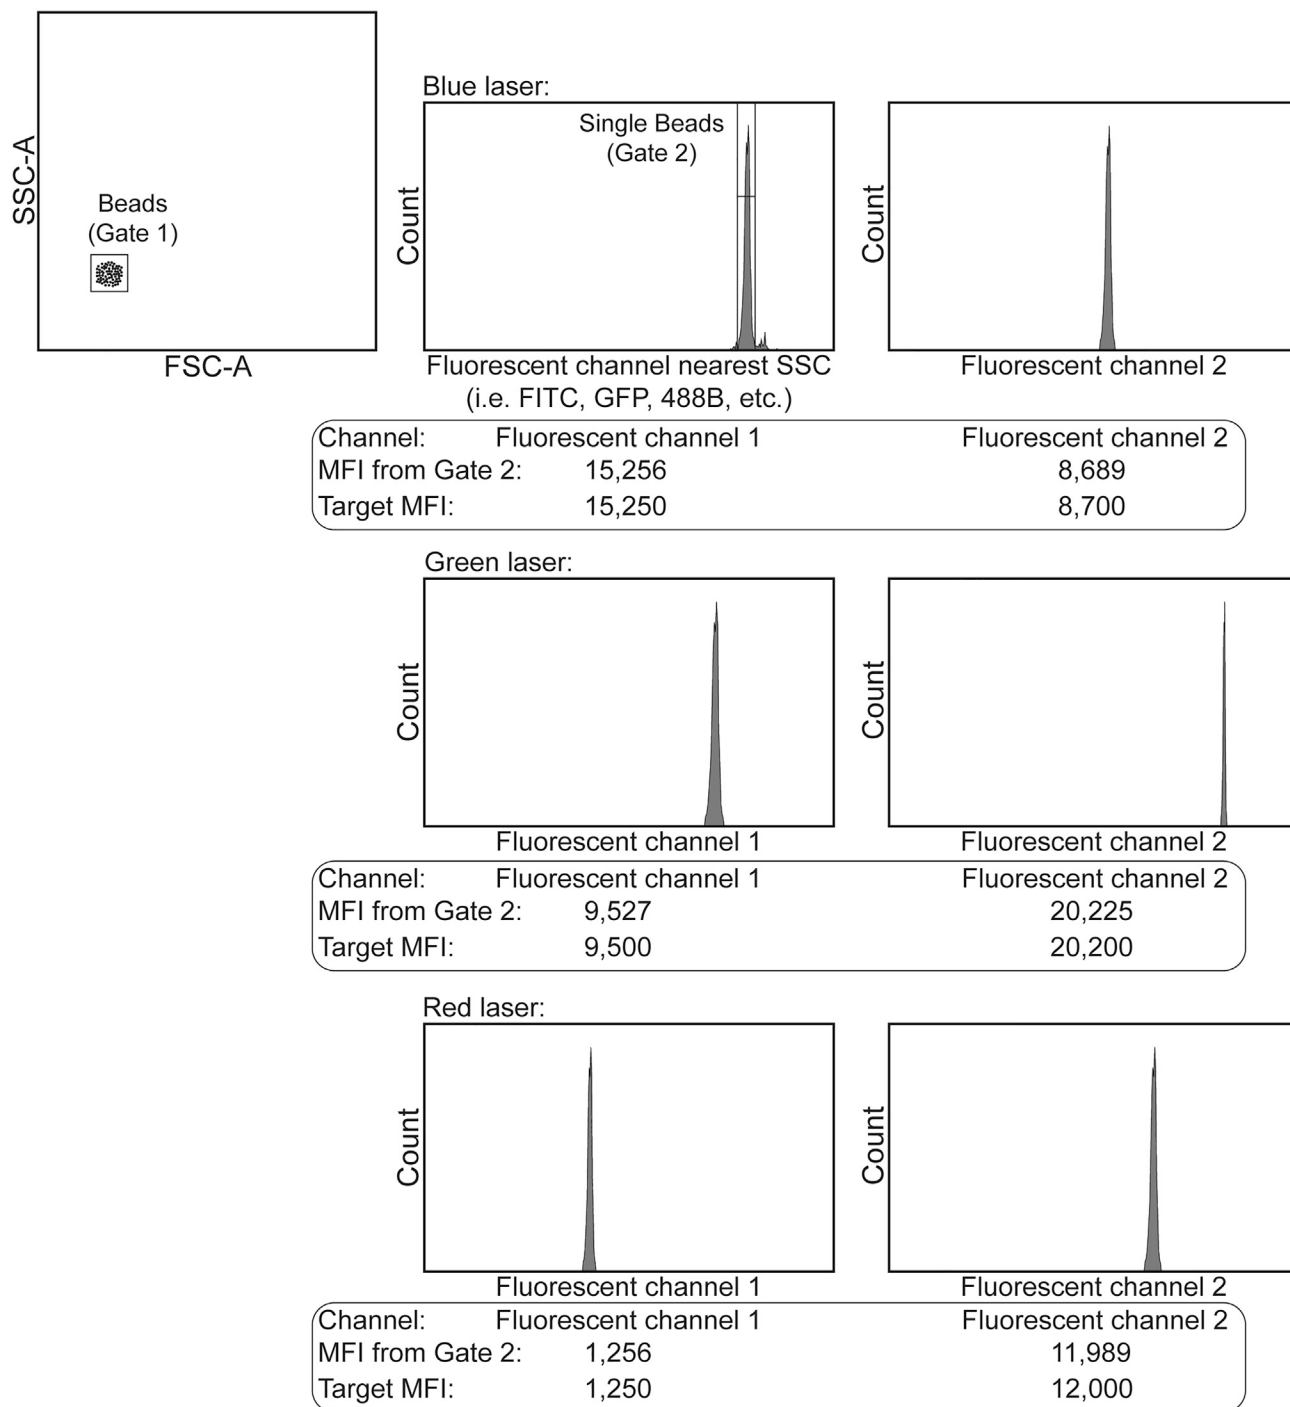 SSC-A
Beads
(Gate 1)
FSC-A
Blue laser:
Count
Single Beads
(Gate 2)
Fluorescent channel nearest SSC
(i.e. FITC, GFP, 488B, etc.)
Count
Fluorescent channel 2
Channel: Fluorescent channel 1 Fluorescent channel 2
MFI from Gate 2: 15,256 8,689
Target MFI: 15,250 8,700
Green laser:
Count
Fluorescent channel 1
Count
Fluorescent channel 2
Channel: Fluorescent channel 1 Fluorescent channel 2
MFI from Gate 2: 9,527 20,225
Target MFI: 9,500 20,200
Red laser:
Count
Fluorescent channel 1
Count
Fluorescent channel 2
Channel: Fluorescent channel 1 Fluorescent channel 2
MFI from Gate 2: 1,256 11,989
Target MFI: 1,250 12,000